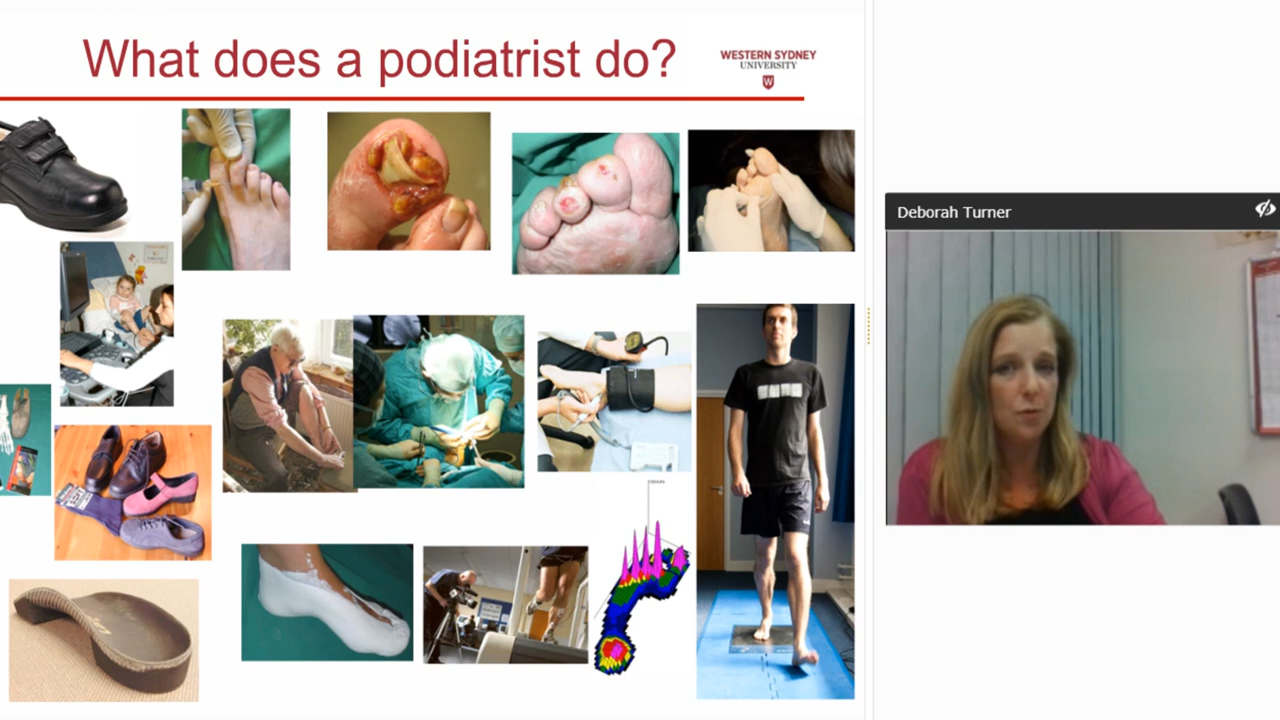 What does a podiatrist do?
WESTERN SYDNEY
UNIVERSITY
W
Deborah Turner